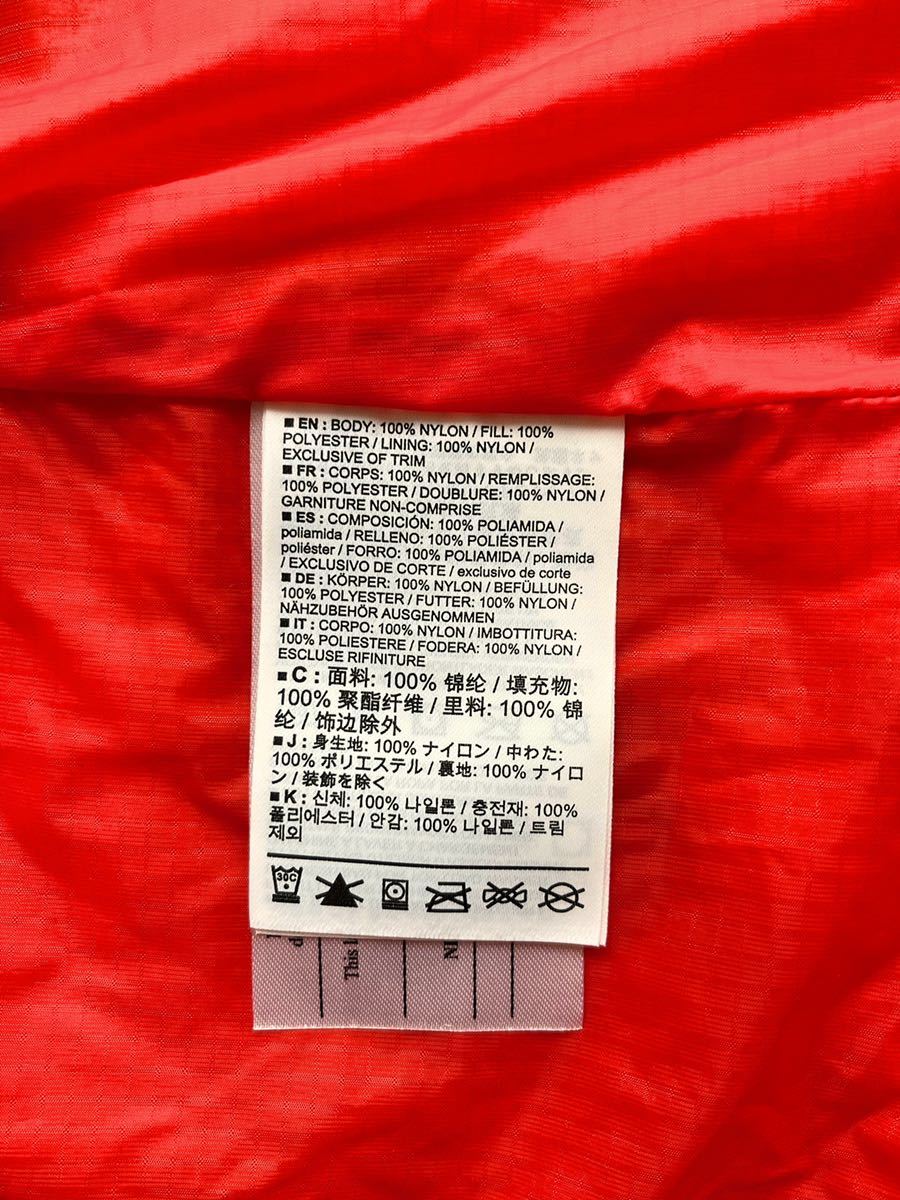 ■ EN : BODY: 100% NYLON / FILL: 100%
POLYESTER / LINING: 100% NYLON /
EXCLUSIVE OF TRIM
■ FR : CORPS: 100% NYLON / REMPLISSAGE:
100% POLYESTER / DOUBLURE: 100% NYLON /
GARNITURE NON-COMPRISE
■ ES : COMPOSICIÓN: 100% POLIAMIDA /
poliamida / RELLENO: 100% POLIÉSTER /
poliéster / FORRO: 100% POLIAMIDA / poliamida
/ EXCLUSIVO DE CORTE / exclusivo de corte
■ DE : KÖRPER: 100% NYLON / BEFÜLLUNG:
100% POLYESTER / FUTTER: 100% NYLON /
NÄHZUBEHÖR AUSGENOMMEN
■ IT : CORPO: 100% NYLON / IMBOTTITURA:
100% POLIESTERE / FODERA: 100% NYLON /
ESCLUSE RIFINITURE
■ C : 面料: 100% 锦纶 / 填充物:
100% 聚酯纤维 / 里料: 100% 锦
纶 / 饰边除外
■ J : 身生地: 100% ナイロン / 中わた:
100% ポリエステル / 裏地: 100% ナイロ
ン / 装飾を除く
■ K : 신체: 100% 나일론 / 충전재: 100%
폴리에스터 / 안감: 100% 나일론 / 트림
제외
30C
This